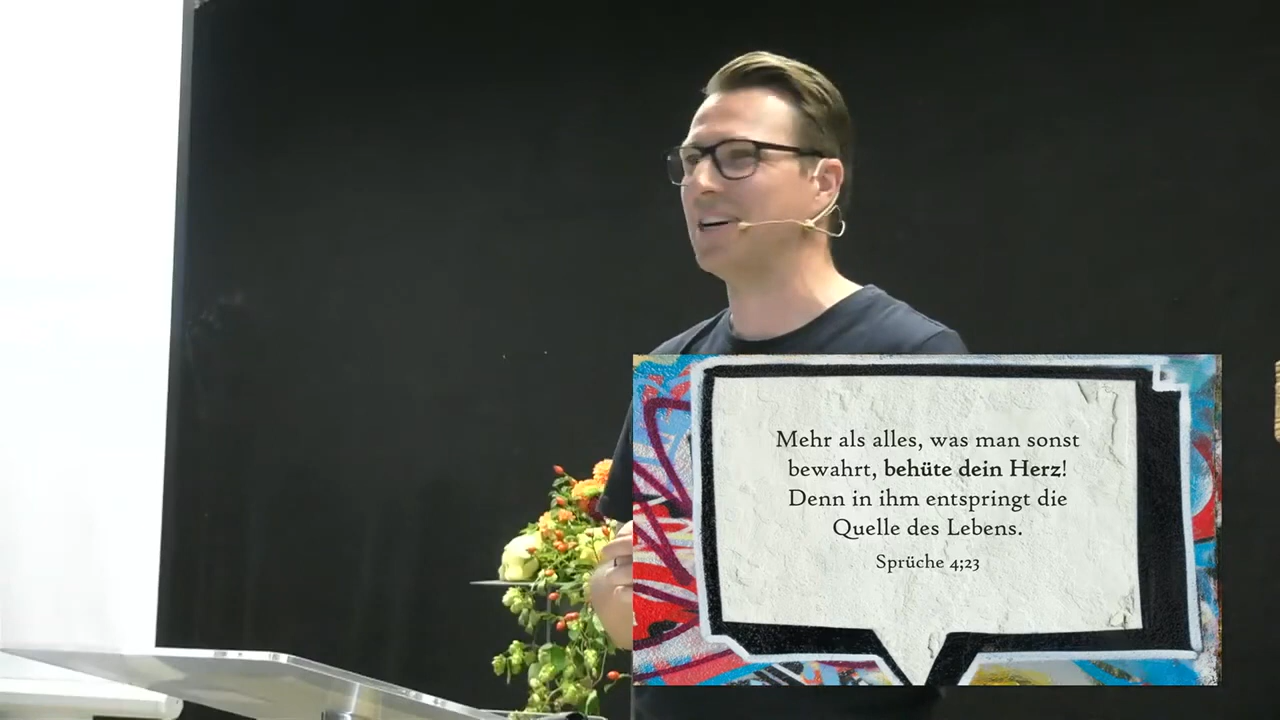 Mehr als alles, was man sonst
bewahrt, behüte dein Herz!
Denn in ihm entspringt die
Quelle des Lebens.
Sprüche 4;23